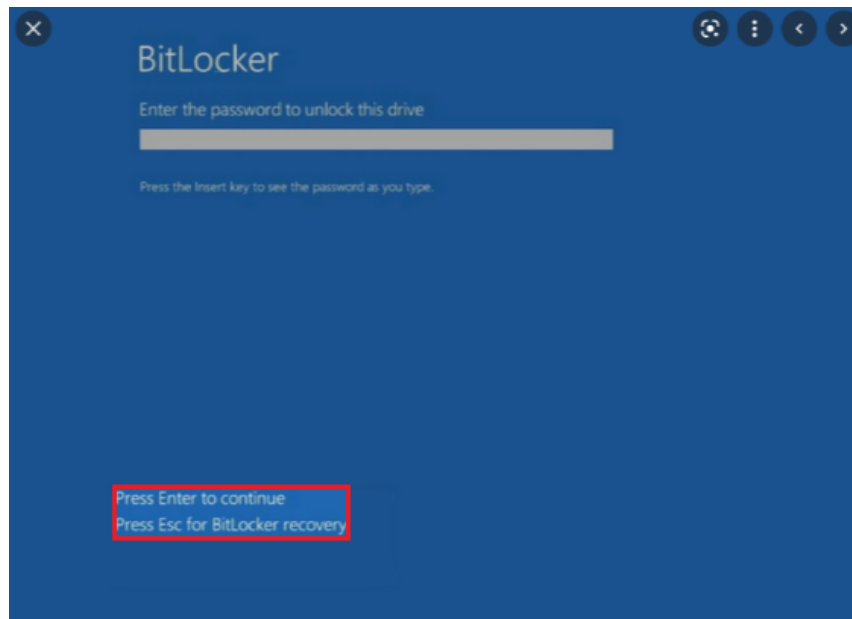 BitLocker
Enter the password to unlock this drive
Press the Insert key to see the password as you type.
Press Enter to continue
Press Esc for BitLocker recovery